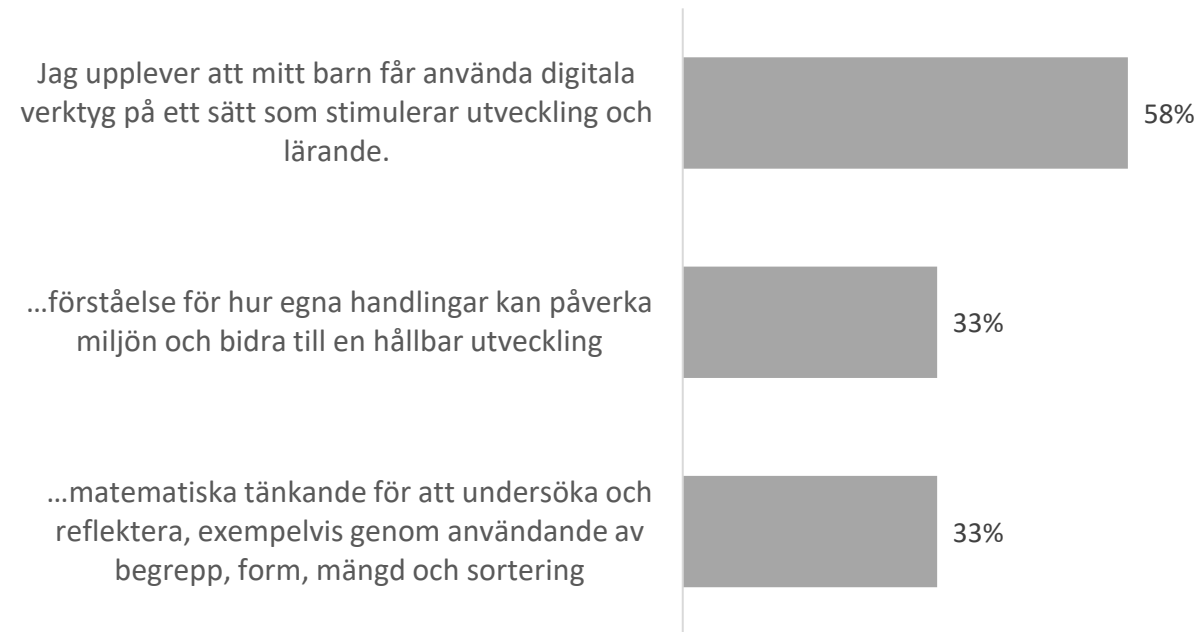 Jag upplever att mitt barn får använda digitala
verktyg på ett sätt som stimulerar utveckling och
lärande.
58%
…förståelse för hur egna handlingar kan påverka
miljön och bidra till en hållbar utveckling
33%
…matematiska tänkande för att undersöka och
reflektera, exempelvis genom användande av
begrepp, form, mängd och sortering
33%